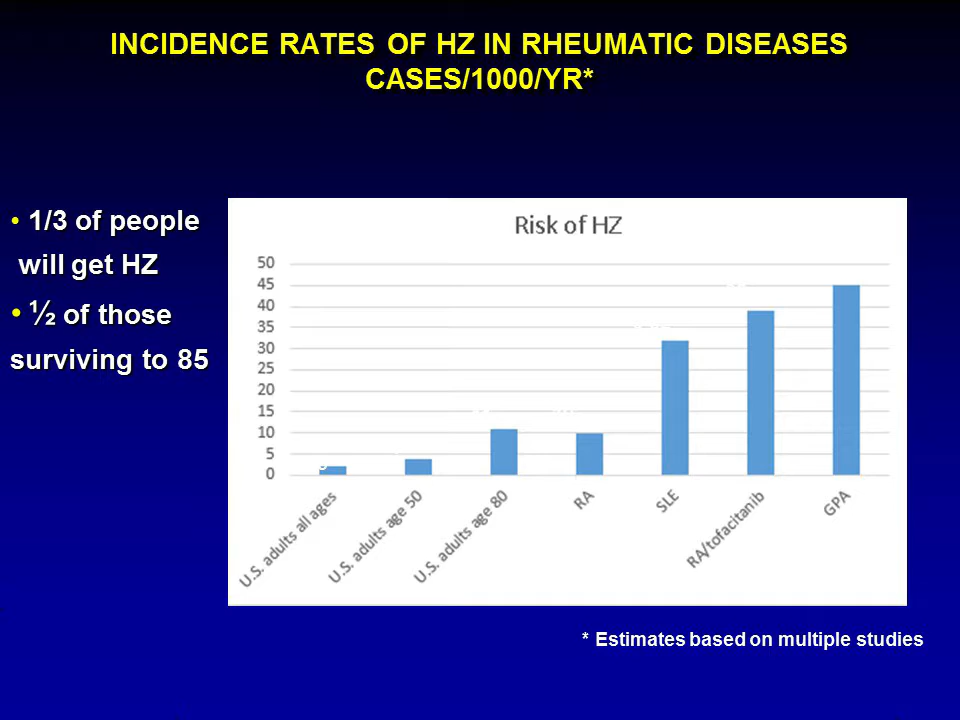 INCIDENCE RATES OF HZ IN RHEUMATIC DISEASES
CASES/1000/YR*
• 1/3 of people
will get HZ
• ½ of those
surviving to 85
Risk of HZ
50
45
40
35
30
25
20
15
10
5
0
U.S. adults all ages
U.S. adults age 50
U.S. adults age 80
RA
SLE
RA/tofacitanib
GPA
* Estimates based on multiple studies